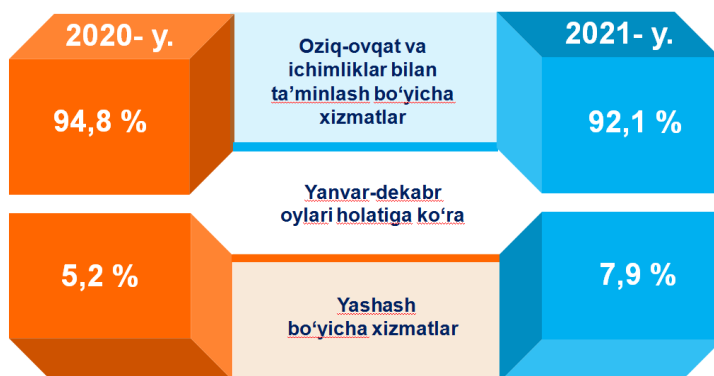 2020- y.
94,8 %
Oziq-ovqat va
ichimliklar bilan
ta’minlash bo‘yicha
xizmatlar
2021- y.
92,1 %
Yanvar-dekabr
oylari holatiga ko‘ra
5,2 %
Yashash
bo‘yicha xizmatlar
7,9 %